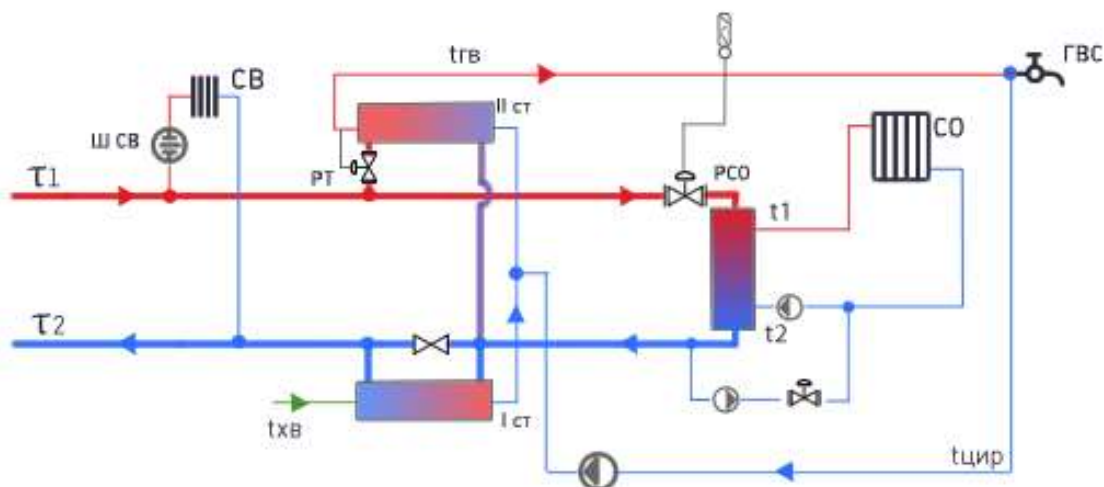 tгв
ГВС
СВ
II ст
СО
Ш СВ
РТ
РСО
τ1
t1
τ2
t2
I ст
tхв
tцир